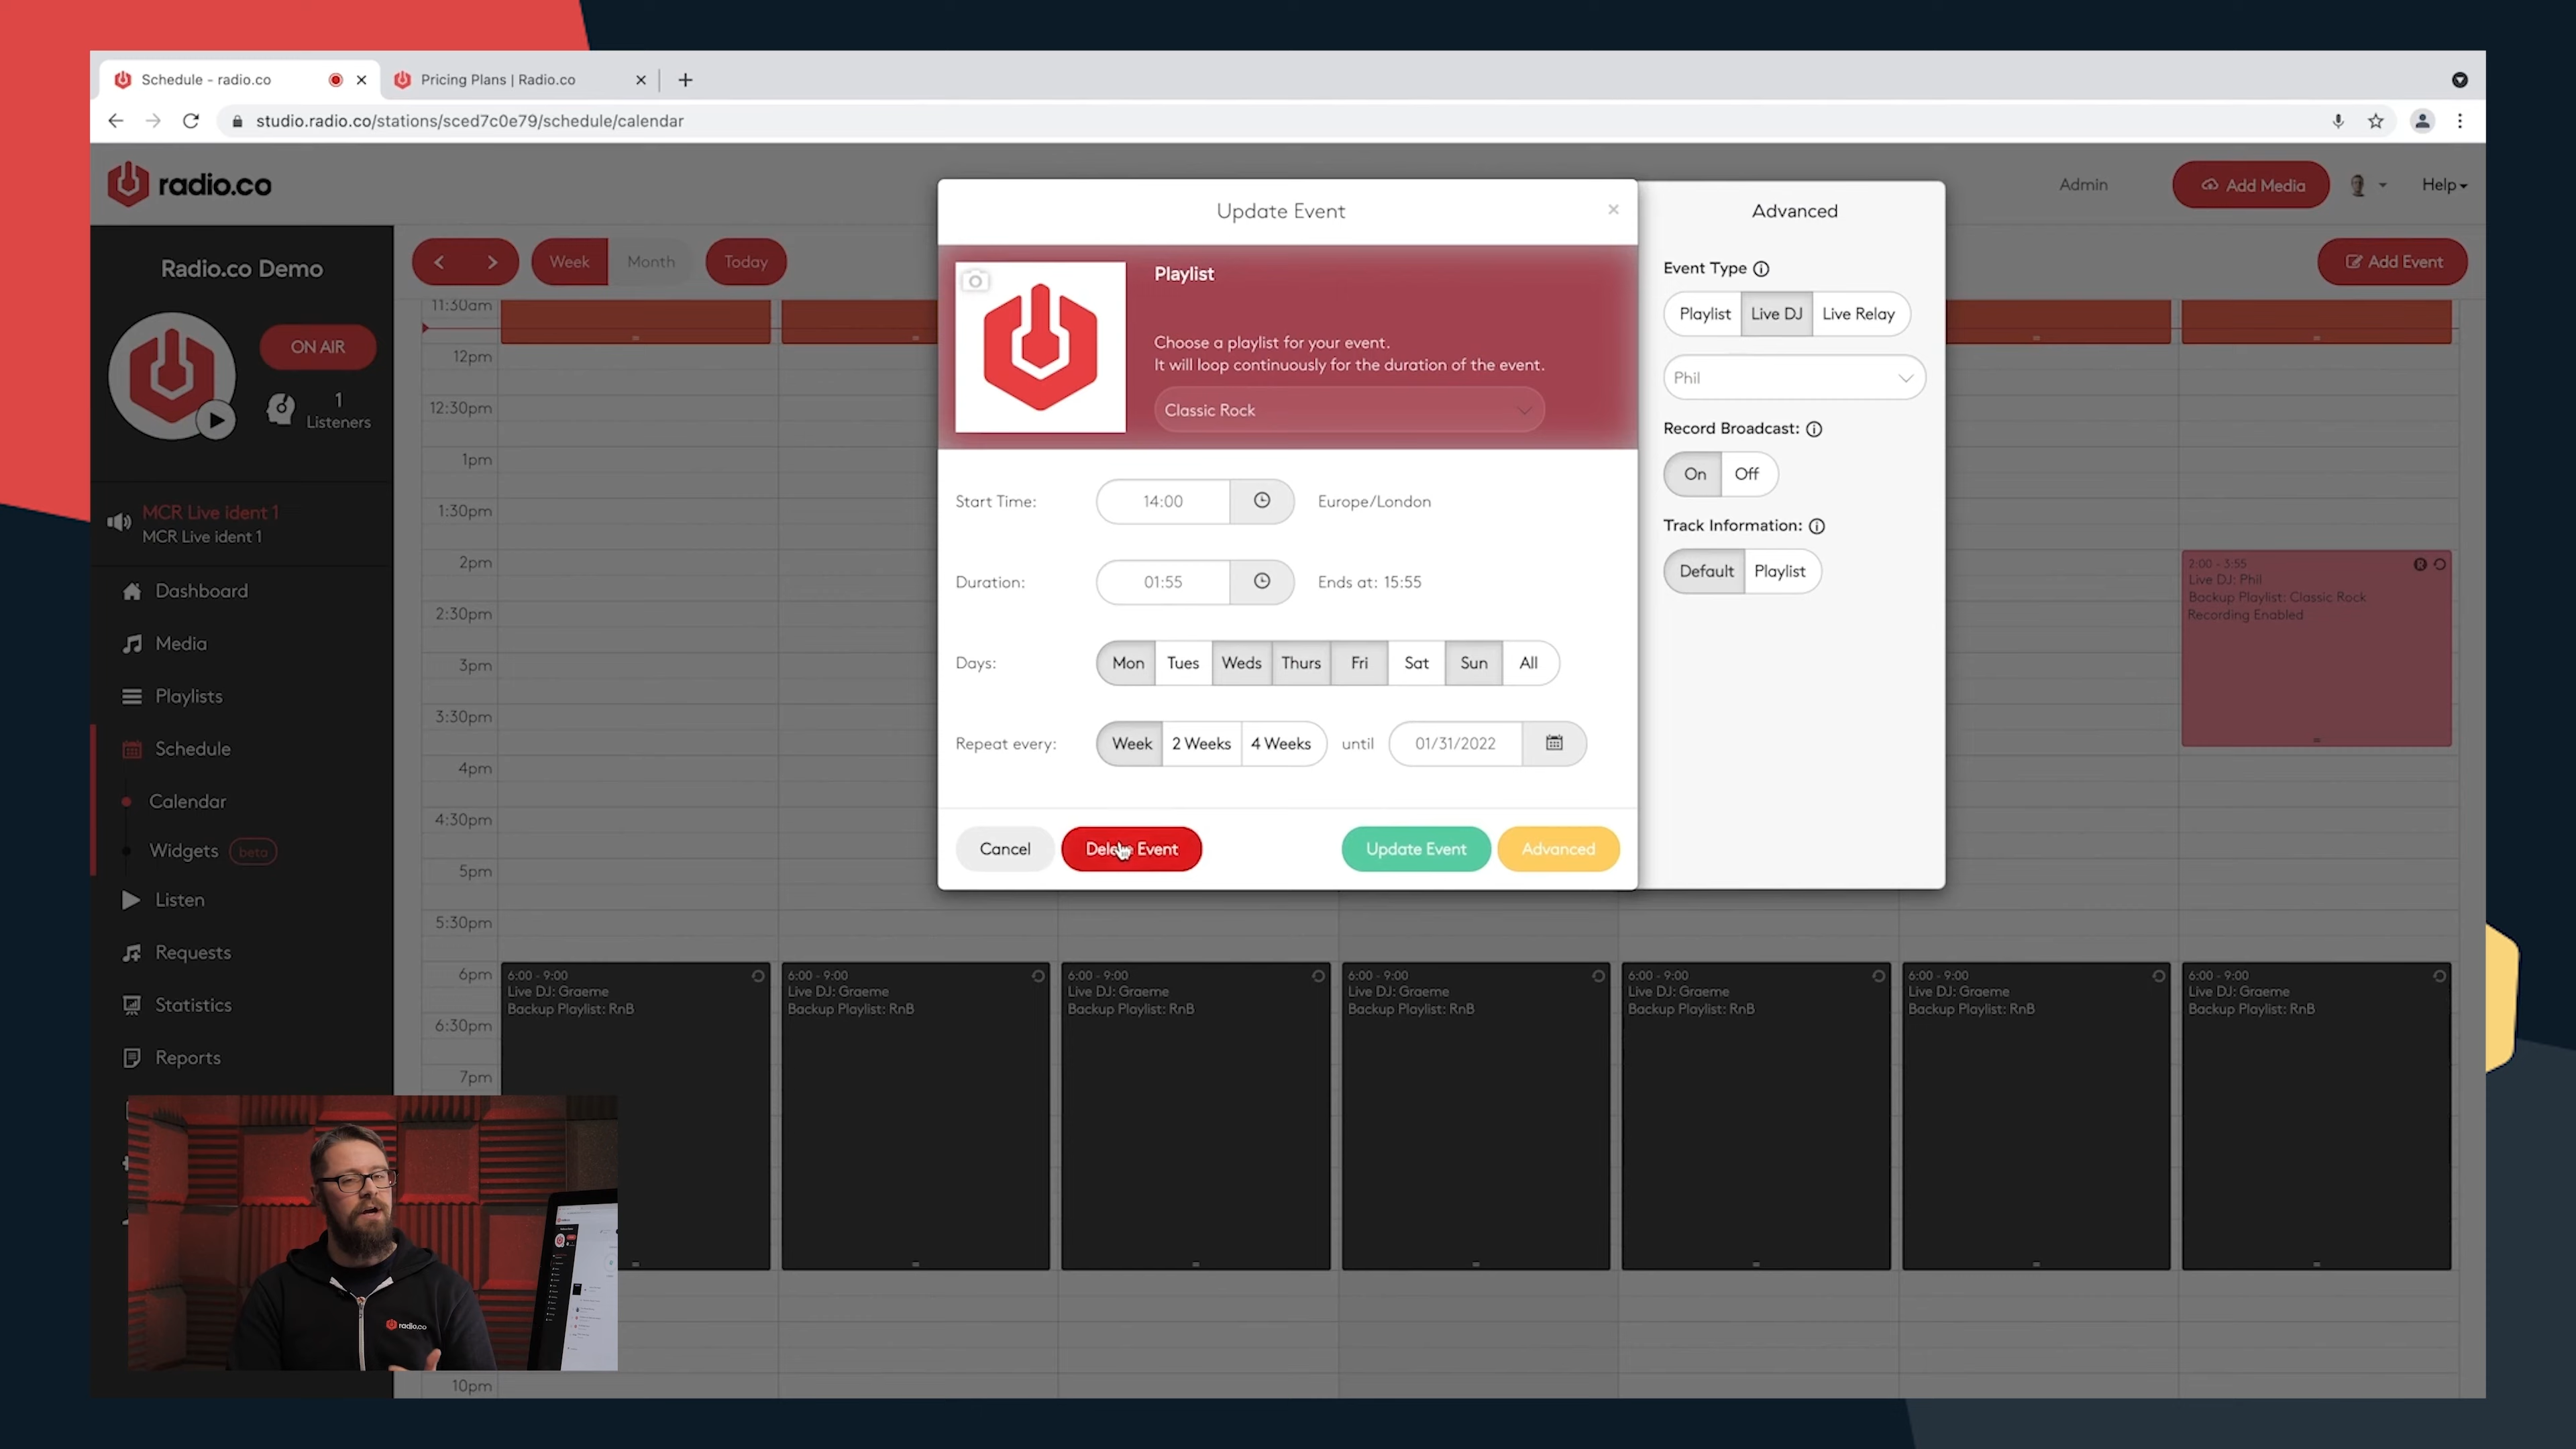 Schedule - radio.co
Pricing Plans | Radio.co
studio.radio.co/stations/sced7c0e79/schedule/calendar
radio.co
Admin
Add Media
Help
Radio.co Demo
ON AIR
1
Listeners
MCR Live ident 1
MCR Live ident 1
Dashboard
Media
Playlists
Schedule
Calendar
Widgets beta
Listen
Requests
Statistics
Reports
Week
Month
Today
Add Event
11:30am
12pm
12:30pm
1pm
1:30pm
2pm
2:30pm
3pm
3:30pm
4pm
4:30pm
5pm
5:30pm
6pm
6:30pm
7pm
10pm
Update Event
Playlist
Choose a playlist for your event.
It will loop continuously for the duration of the event.
Classic Rock
Start Time: 14:00 Europe/London
Duration: 01:55 Ends at: 15:55
Days: Mon Tues Weds Thurs Fri Sat Sun All
Repeat every: Week 2 Weeks 4 Weeks until 01/31/2022
Cancel
Delete Event
Update Event
Advanced
Advanced
Event Type
Playlist Live DJ Live Relay
Phil
Record Broadcast:
On Off
Track Information:
Default Playlist
2:00 - 3:55 R
Live DJ: Phil
Backup Playlist: Classic Rock
Recording Enabled
6:00 - 9:00
Live DJ: Graeme
Backup Playlist: RnB
6:00 - 9:00
Live DJ: Graeme
Backup Playlist: RnB
6:00 - 9:00
Live DJ: Graeme
Backup Playlist: RnB
6:00 - 9:00
Live DJ: Graeme
Backup Playlist: RnB
6:00 - 9:00
Live DJ: Graeme
Backup Playlist: RnB
6:00 - 9:00
Live DJ: Graeme
Backup Playlist: RnB
6:00 - 9:00
Live DJ: Graeme
Backup Playlist: RnB
radio.co